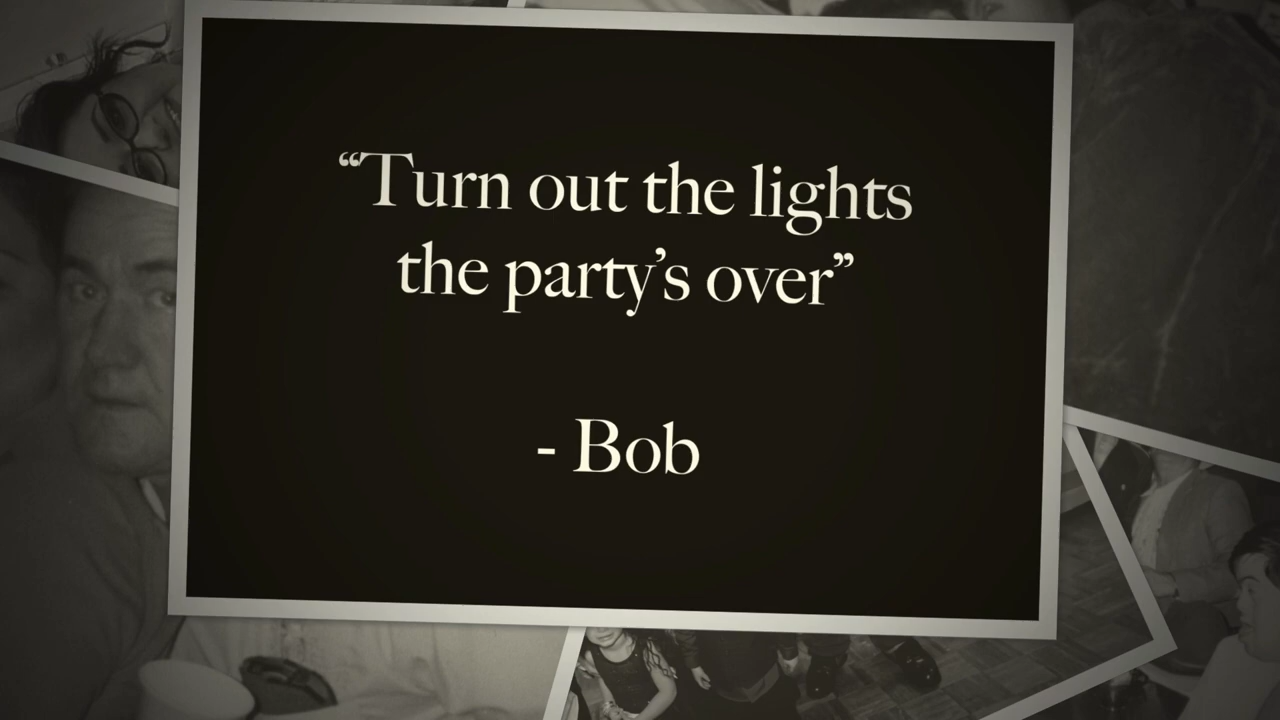 “Turn out the lights
the party’s over”
- Bob